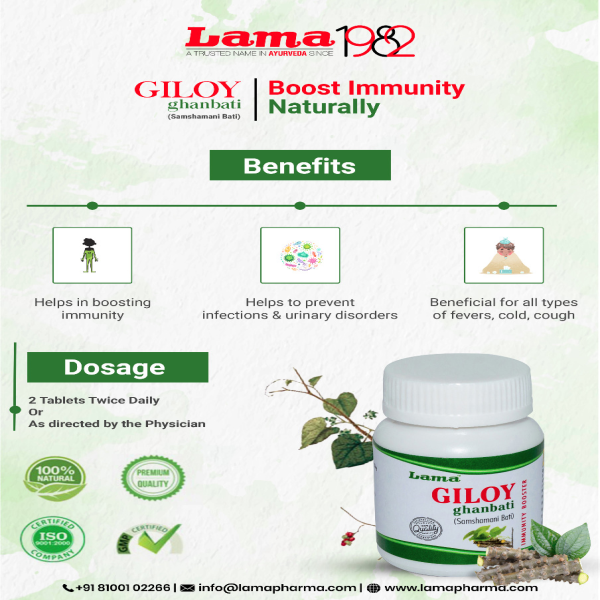 Lama 1982
A TRUSTED NAME IN AYURVEDA SINCE
GILOY
ghanbati
(Samshamani Bati)
Boost Immunity
Naturally
Benefits
Helps in boosting
immunity
Helps to prevent
infections & urinary disorders
Beneficial for all types
of fevers, cold, cough
Dosage
2 Tablets Twice Daily
Or
As directed by the Physician
100%
NATURAL
PREMIUM
QUALITY
CERTIFIED
ISO
9001:2000
COMPANY
GMP CERTIFIED
Lama
GILOY
ghanbati
(Samshamani Bati)
Quality
IMMUNITY BOOSTER
+91 81001 02266 | info@lamapharma.com | www.lamapharma.com